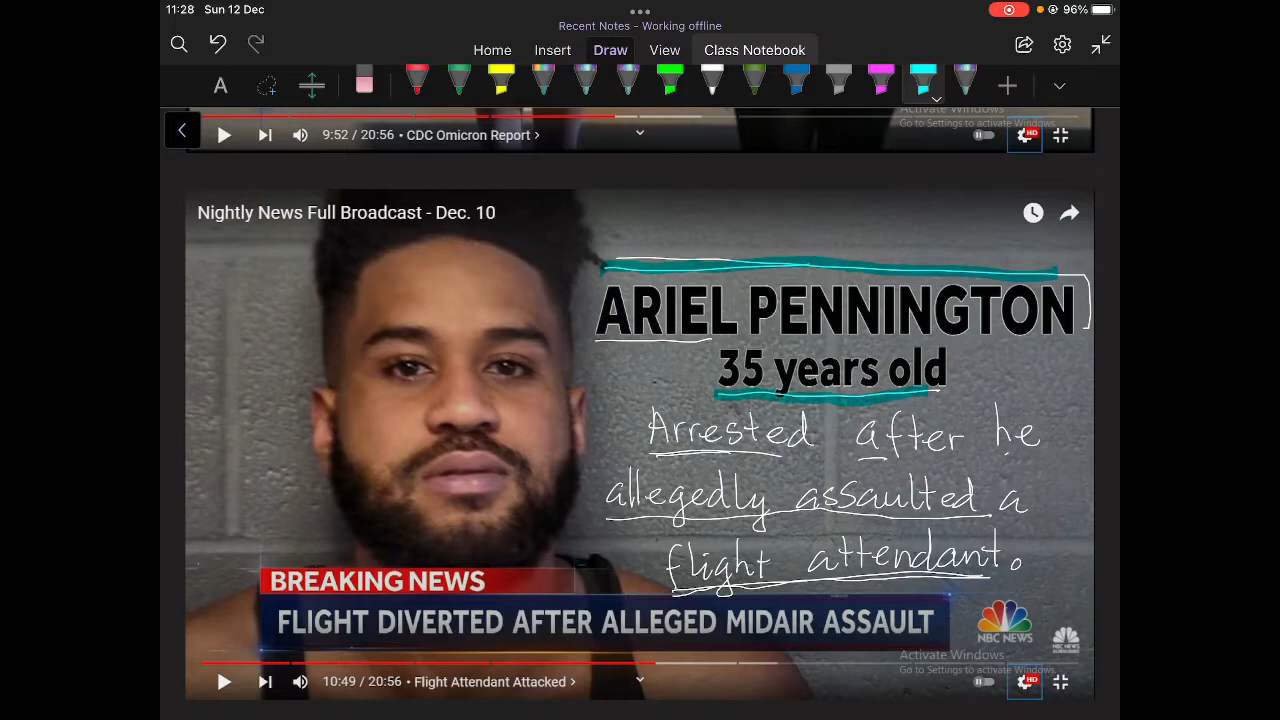 11:28 Sun 12 Dec
96%
Recent Notes - Working offline
Home Insert Draw View Class Notebook
A
Activate Windows
Go to Settings to activate Windows.
9:52 / 20:56 • CDC Omicron Report >
HD
Nightly News Full Broadcast - Dec. 10
ARIEL PENNINGTON
35 years old
Arrested after he
allegedly assaulted a
flight attendant.
BREAKING NEWS
FLIGHT DIVERTED AFTER ALLEGED MIDAIR ASSAULT
NBC NEWS
Activate Windows
Go to Settings to activate Windows.
10:49 / 20:56 • Flight Attendant Attacked >
HD